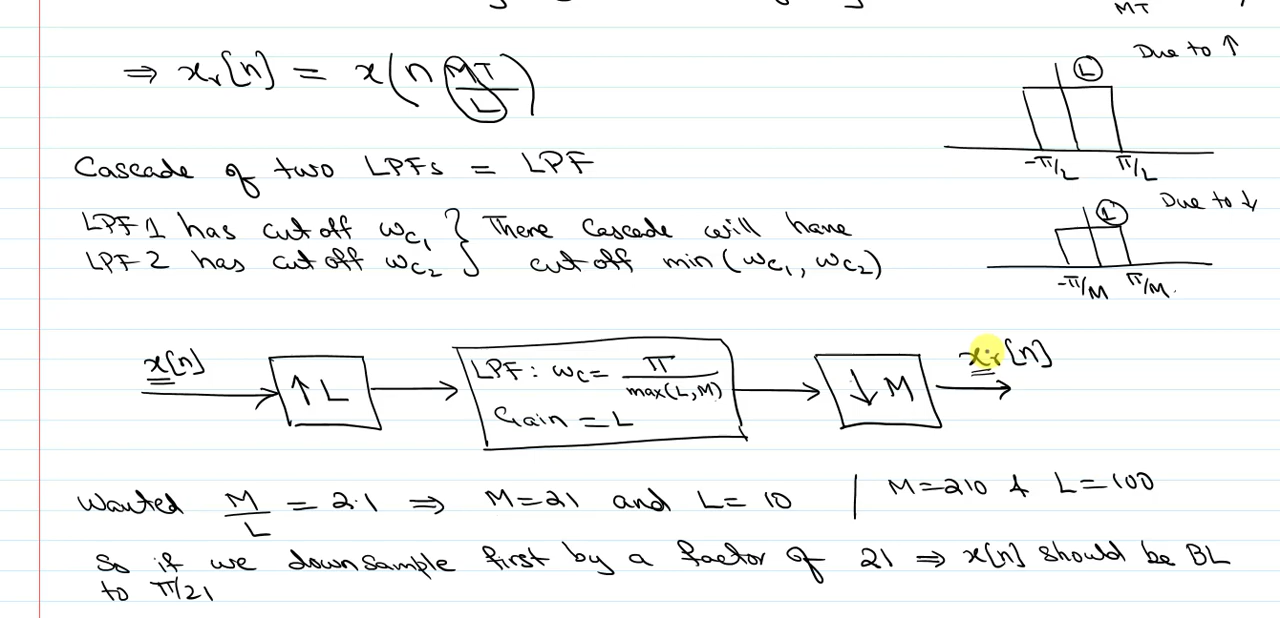 MT
⇒ xᵣ[n] = x(n MT/L)
Due to ↑
L
-π/L π/L
Cascade of two LPFs = LPF
Due to ↓
1
-π/M π/M.
LPF 1 has cut off ωc₁ } There Cascade will have
LPF 2 has cut off ωc₂ } cut off min(ωc₁, ωc₂)
x[n] ↑L LPF: ωc = π/max(L,M) ↓M xᵣ[n]
Gain = L
Wanted M/L = 2.1 ⇒ M=21 and L=10 | M=210 & L=100
So if we downsample first by a factor of 21 ⇒ x[n] should be BL
to π/21